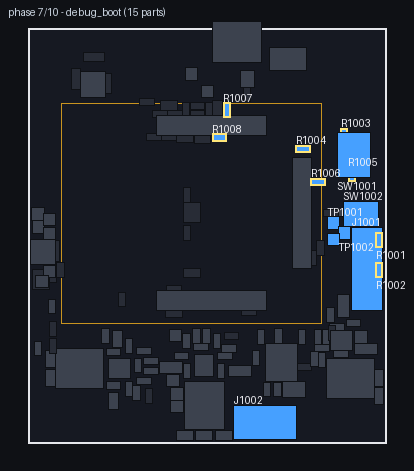 phase 7/10 - debug_boot (15 parts)
R1007
R1003
R1008
R1004
R1005
R1006
SW1001
SW1002
TP1001
J1001
TP1002
R1001
R1002
J1002